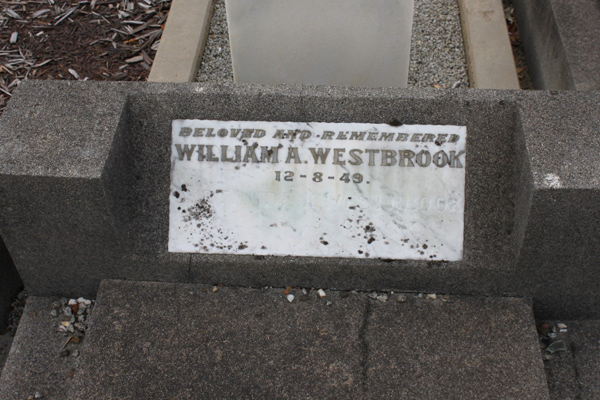 BELOVED AND REMEMBERED
WILLIAM A. WESTBROOK
12-8-49.